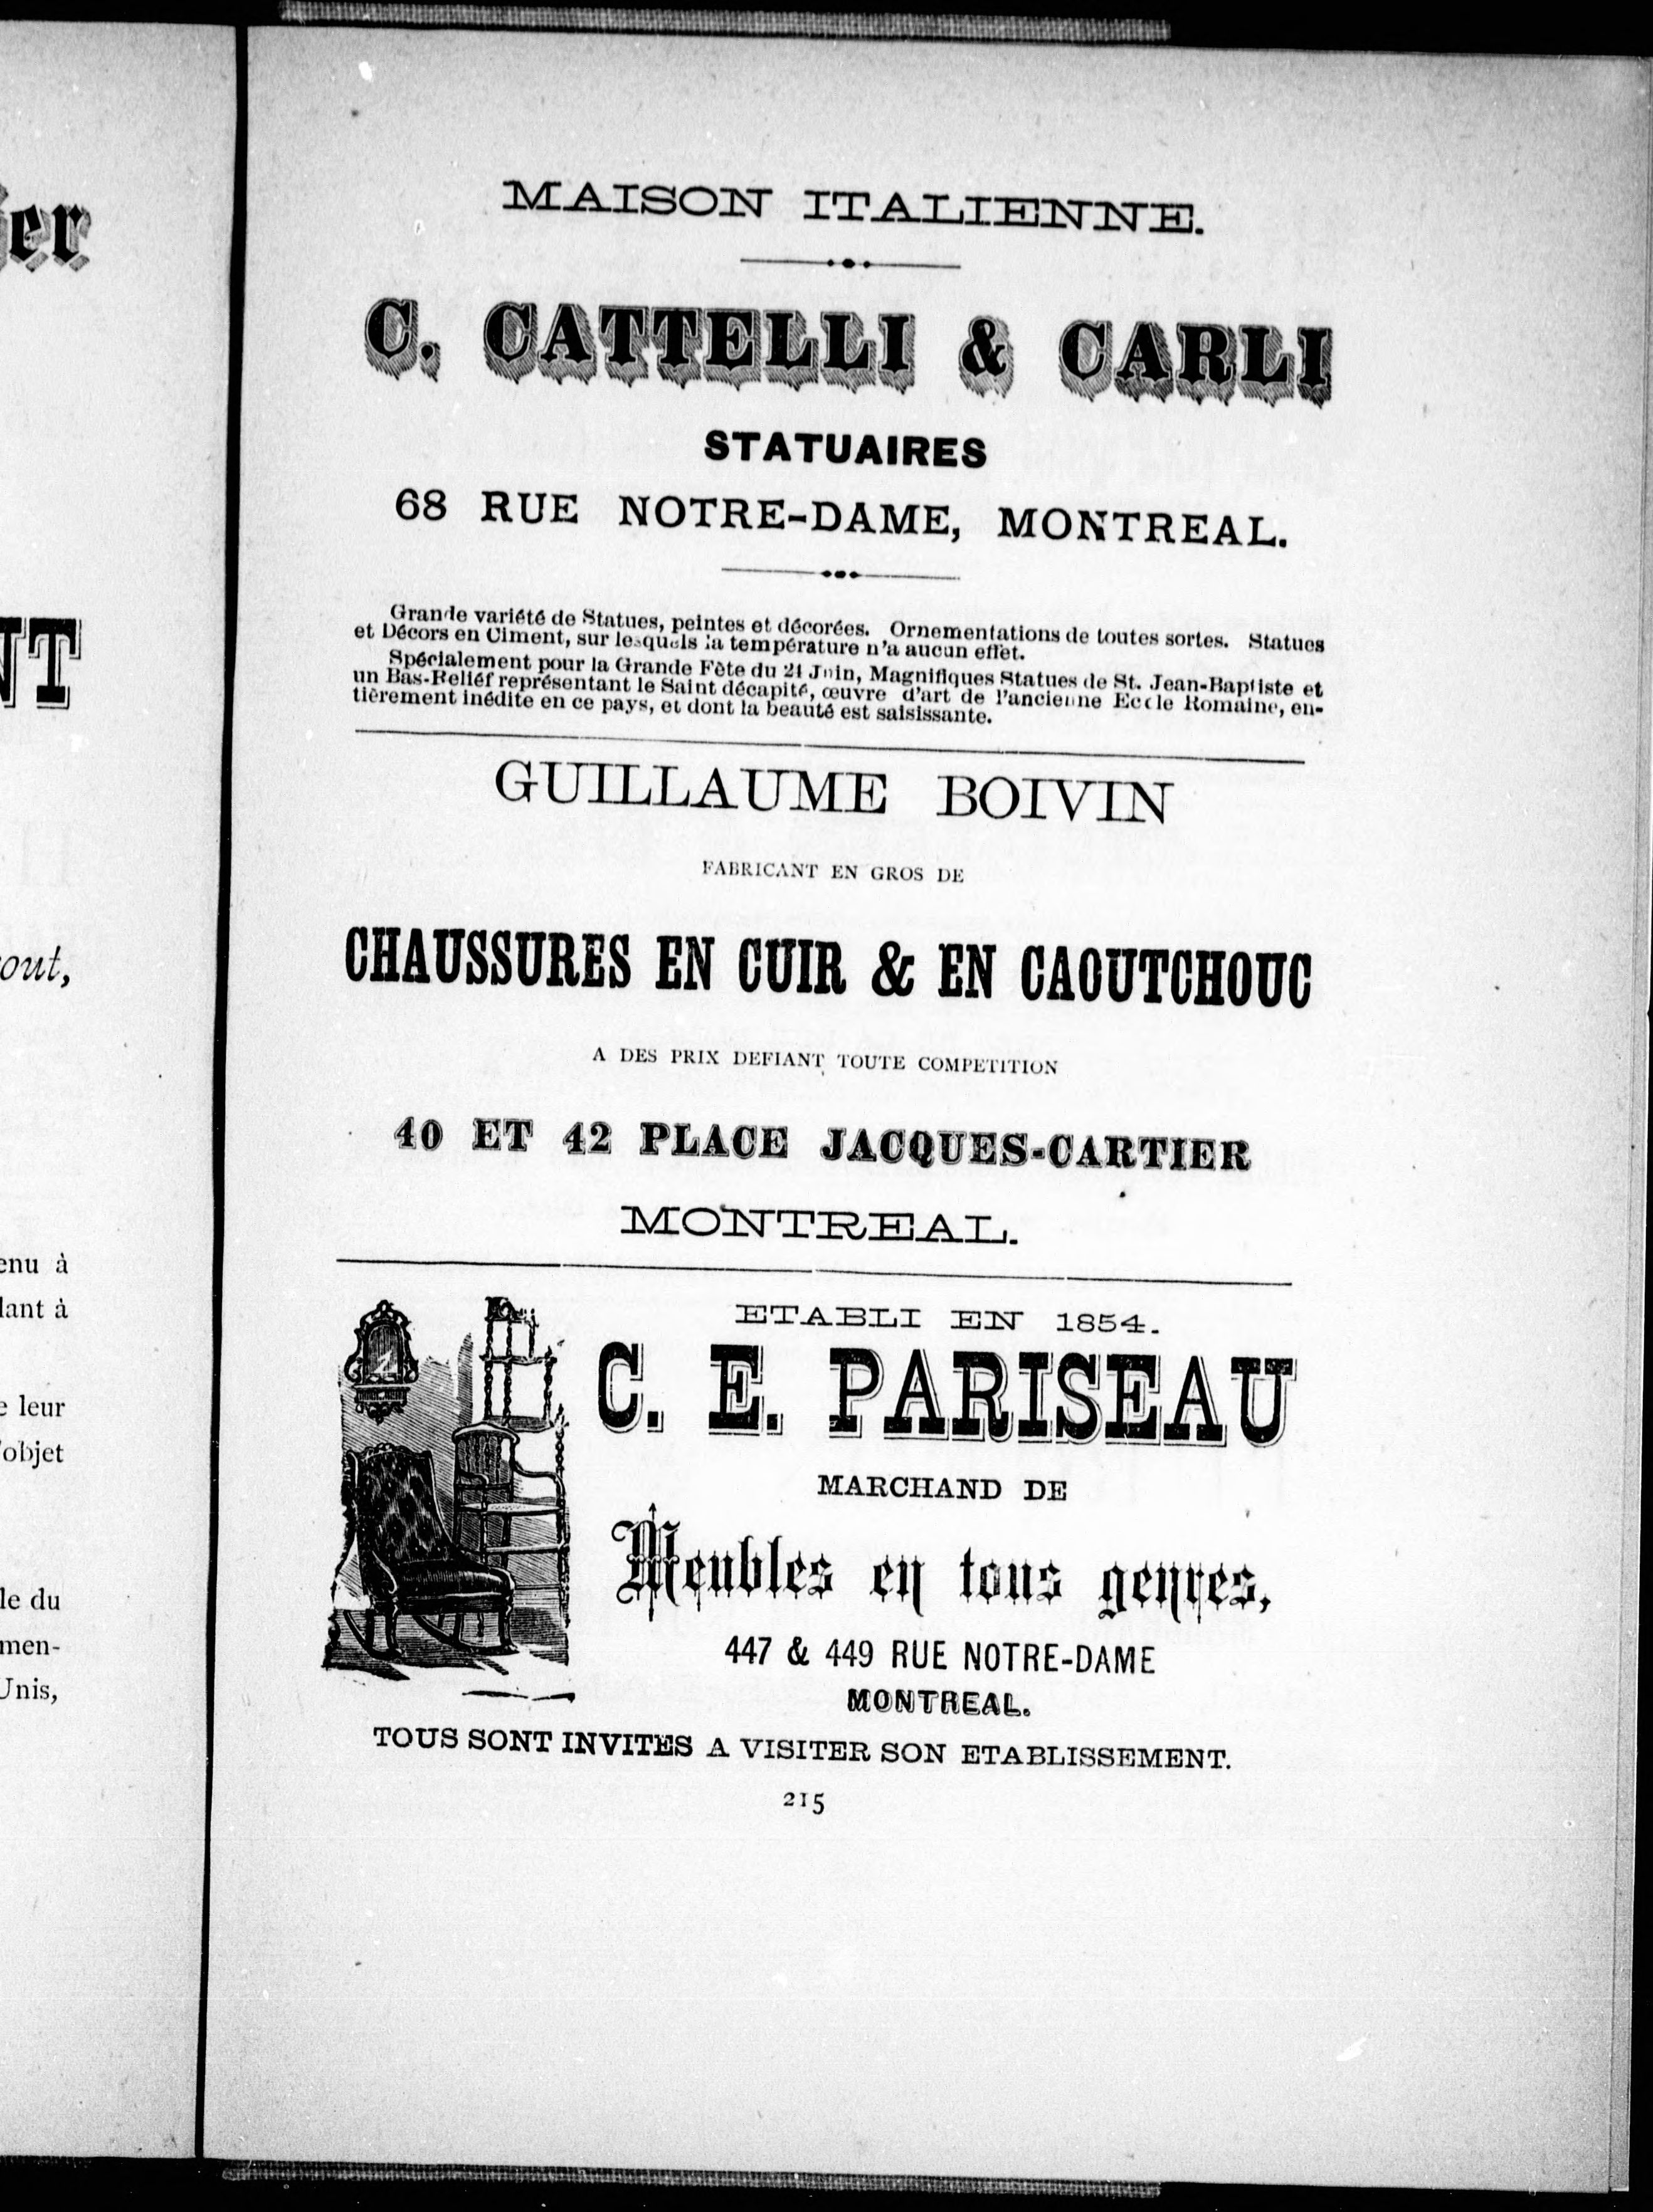 er
NT
out,
enu à
lant à
e leur
'objet
le du
men-
Unis,
MAISON ITALIENNE.
C. CATTELLI & CARLI
STATUAIRES
68 RUE NOTRE-DAME, MONTREAL.
Grande variété de Statues, peintes et décorées. Ornementations de toutes sortes. Statues
et Décors en Ciment, sur lesquels la température n'a aucun effet.
Spécialement pour la Grande Fête du 24 Juin, Magnifiques Statues de St. Jean-Baptiste et
un Bas-Reliéf représentant le Saint décapité, œuvre d'art de l'ancienne Eccle Romaine, en-
tièrement inédite en ce pays, et dont la beauté est saisissante.
GUILLAUME BOIVIN
FABRICANT EN GROS DE
CHAUSSURES EN CUIR & EN CAOUTCHOUC
A DES PRIX DEFIANT TOUTE COMPETITION
40 ET 42 PLACE JACQUES-CARTIER
MONTREAL.
ETABLI EN 1854.
C. E. PARISEAU
MARCHAND DE
Meubles en tous genres,
447 & 449 RUE NOTRE-DAME
MONTREAL.
TOUS SONT INVITES A VISITER SON ETABLISSEMENT.
215